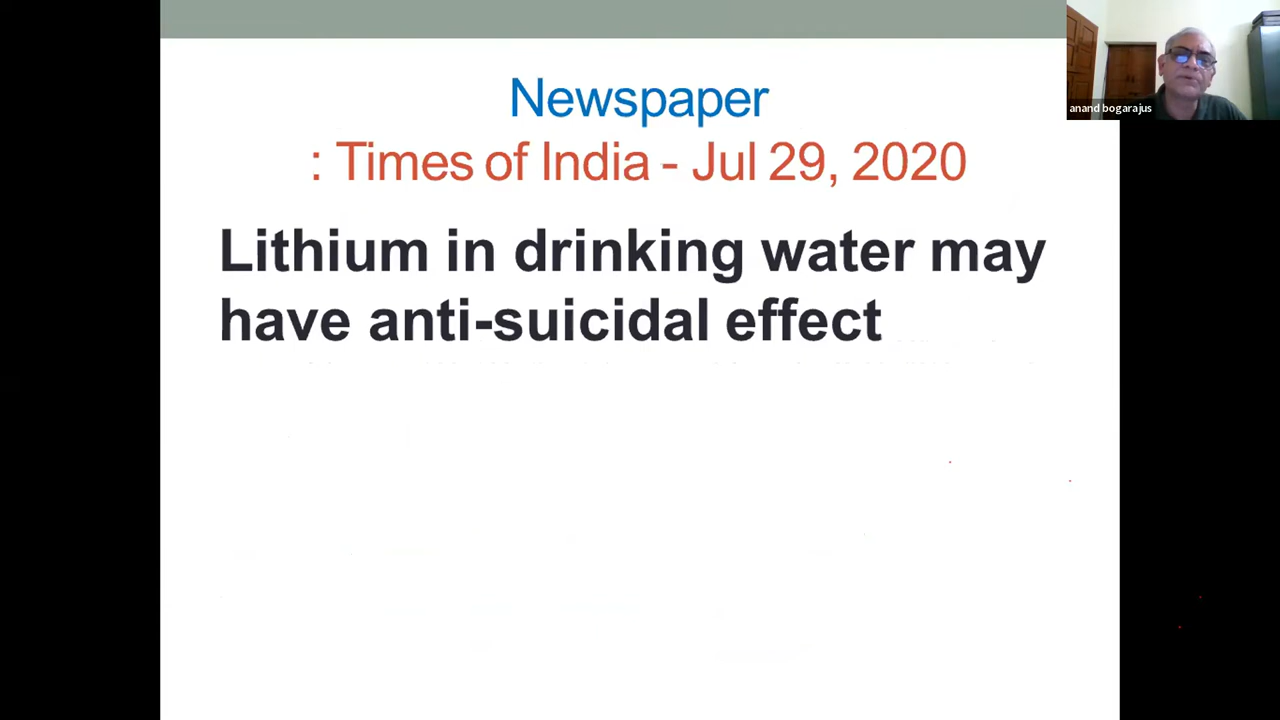 Newspaper
: Times of India - Jul 29, 2020
Lithium in drinking water may
have anti-suicidal effect
anand bogarajus